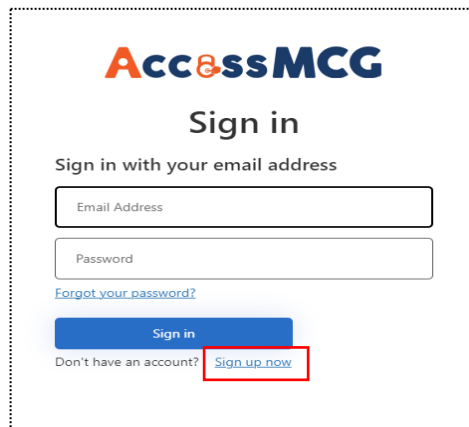 AccessMCG
Sign in
Sign in with your email address
Email Address
Password
Forgot your password?
Sign in
Don't have an account? Sign up now